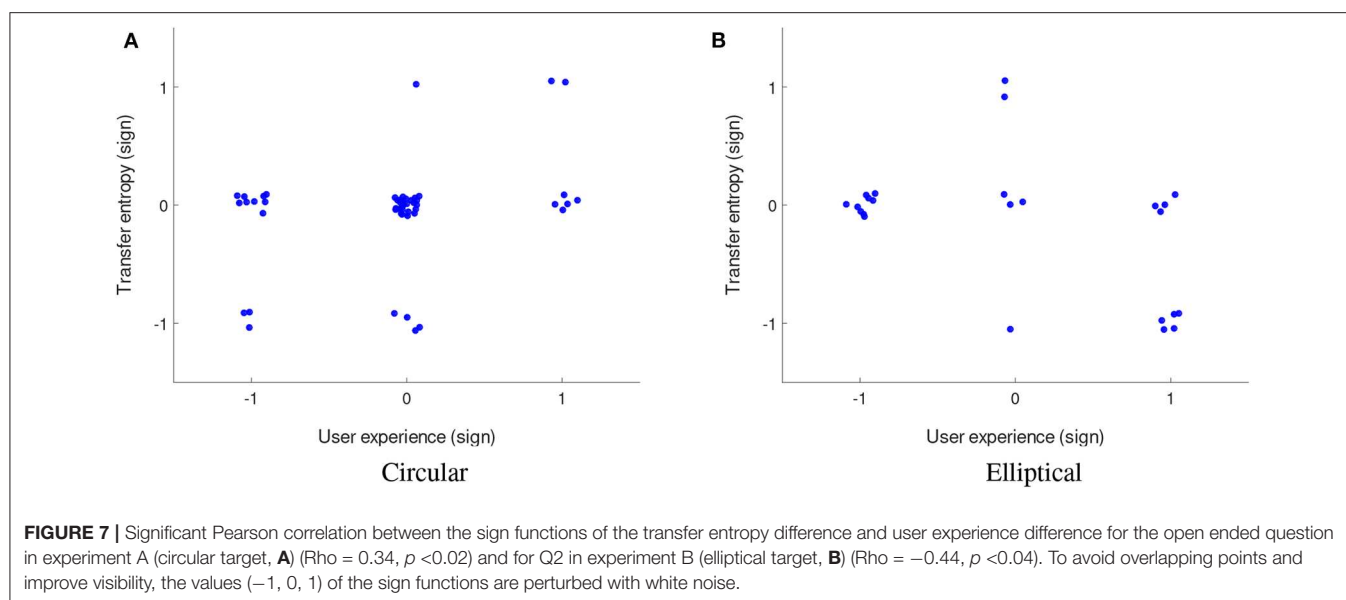 A
1
0
-1
Transfer entropy (sign)
-1 0 1
User experience (sign)
Circular
B
1
0
-1
Transfer entropy (sign)
-1 0 1
User experience (sign)
Elliptical
FIGURE 7 | Significant Pearson correlation between the sign functions of the transfer entropy difference and user experience difference for the open ended question
in experiment A (circular target, A) (Rho = 0.34, p <0.02) and for Q2 in experiment B (elliptical target, B) (Rho = −0.44, p <0.04). To avoid overlapping points and
improve visibility, the values (−1, 0, 1) of the sign functions are perturbed with white noise.